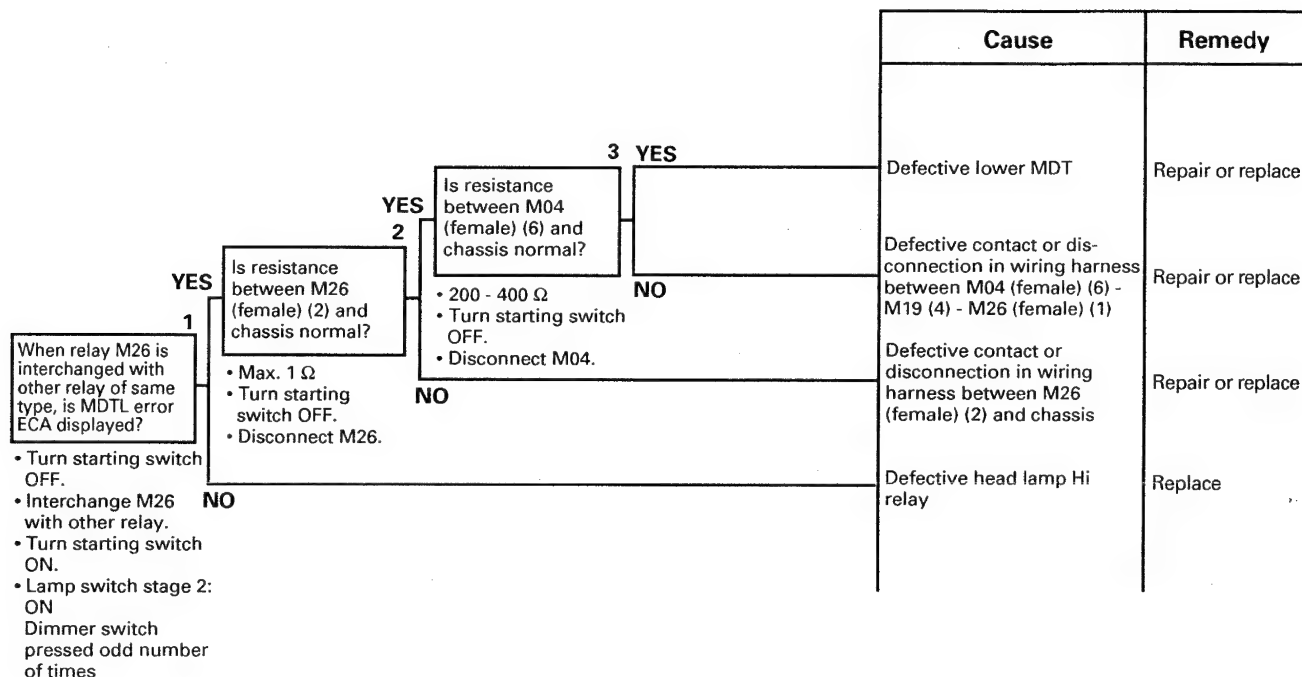 Cause
Remedy
1
When relay M26 is
interchanged with
other relay of same
type, is MDTL error
ECA displayed?
• Turn starting switch
OFF.
• Interchange M26
with other relay.
• Turn starting switch
ON.
• Lamp switch stage 2:
ON
Dimmer switch
pressed odd number
of times
YES
NO
2
Is resistance
between M26
(female) (2) and
chassis normal?
• Max. 1 Ω
• Turn starting
switch OFF.
• Disconnect M26.
YES
NO
3
Is resistance
between M04
(female) (6) and
chassis normal?
• 200 - 400 Ω
• Turn starting switch
OFF.
• Disconnect M04.
YES
NO
Defective lower MDT
Repair or replace
Defective contact or dis-
connection in wiring harness
between M04 (female) (6) -
M19 (4) - M26 (female) (1)
Repair or replace
Defective contact or
disconnection in wiring
harness between M26
(female) (2) and chassis
Repair or replace
Defective head lamp Hi
relay
Replace